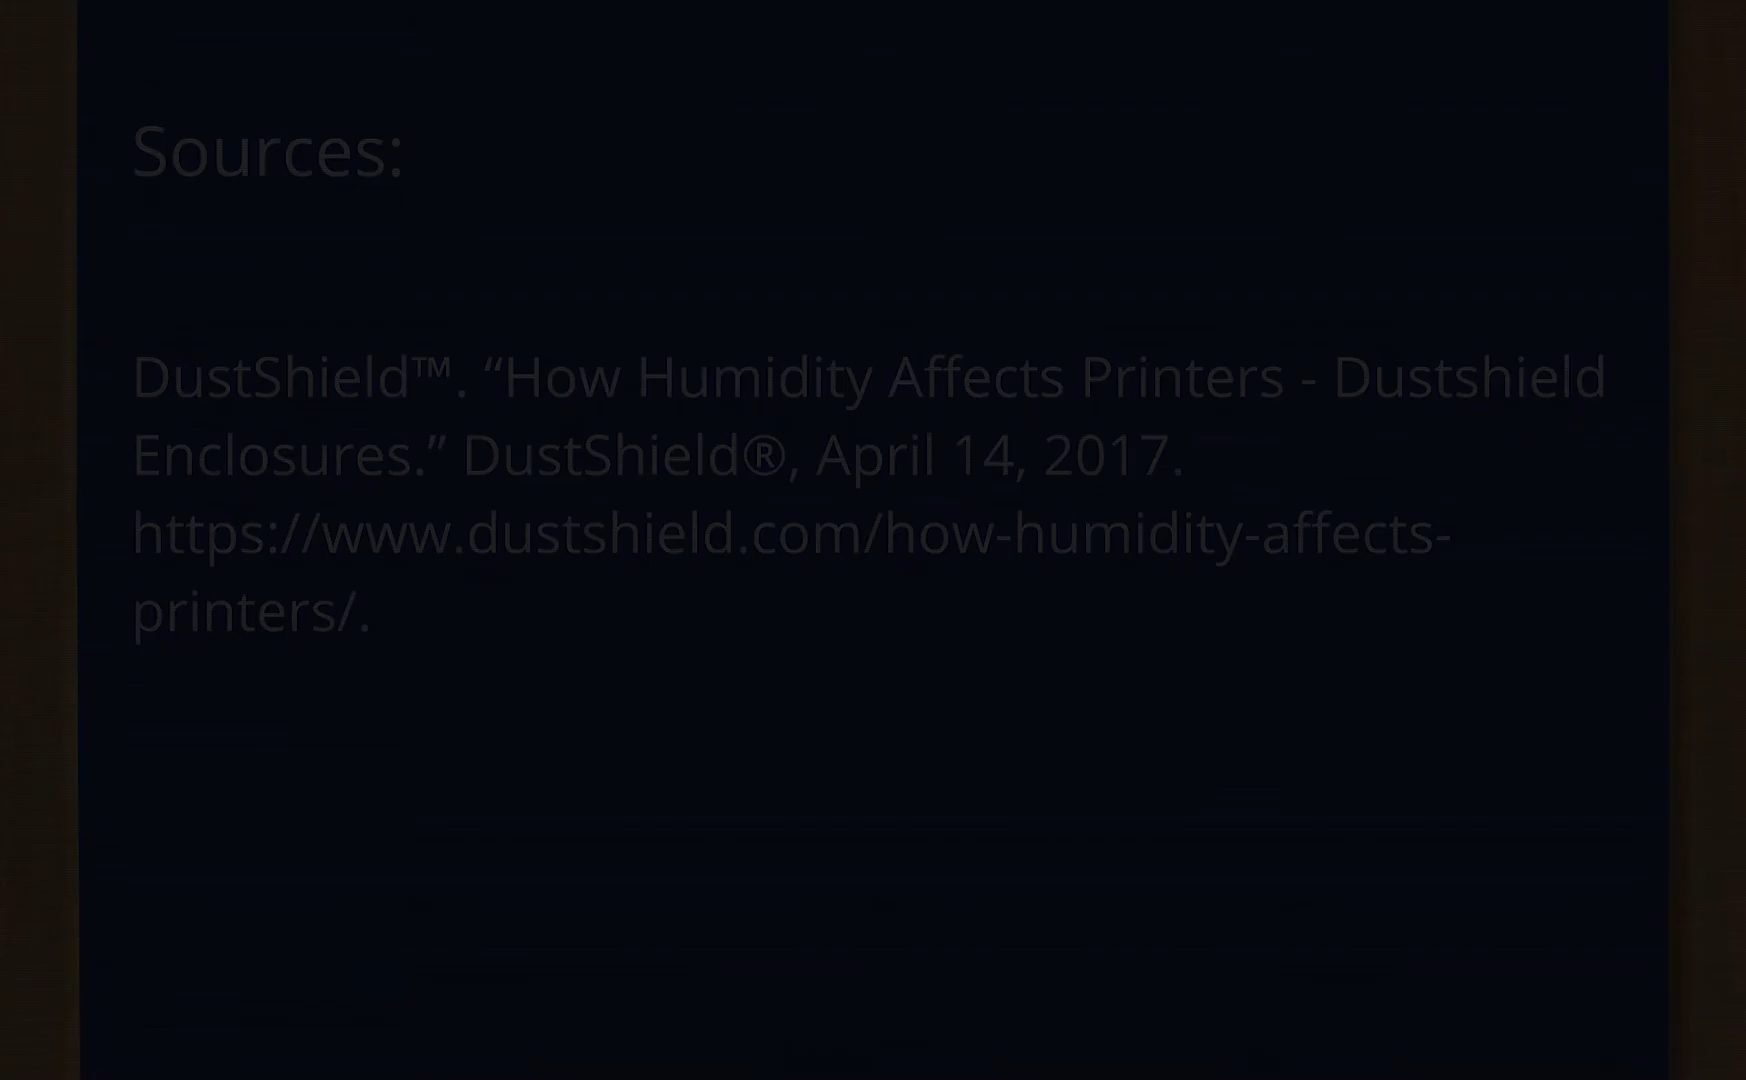 Sources:
DustShield™. “How Humidity Affects Printers - Dustshield
Enclosures.” DustShield®, April 14, 2017.
https://www.dustshield.com/how-humidity-affects-
printers/.